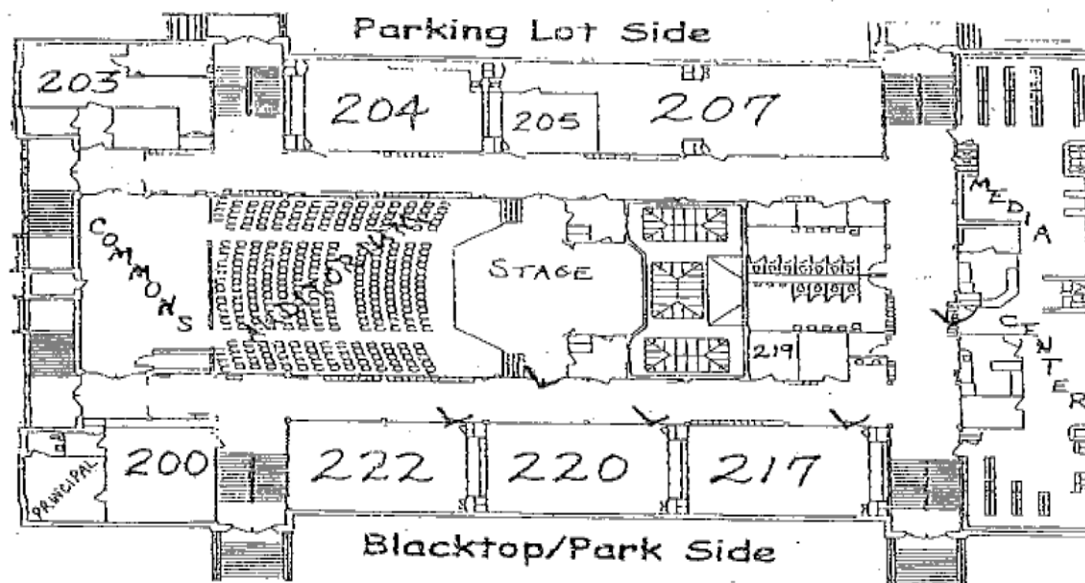 Parking Lot Side
203
204
205
207
MEDIA
COMMONS
AUDITORIUM
STAGE
219
CENTER
PRINCIPAL
200
222
220
217
Blacktop/Park Side